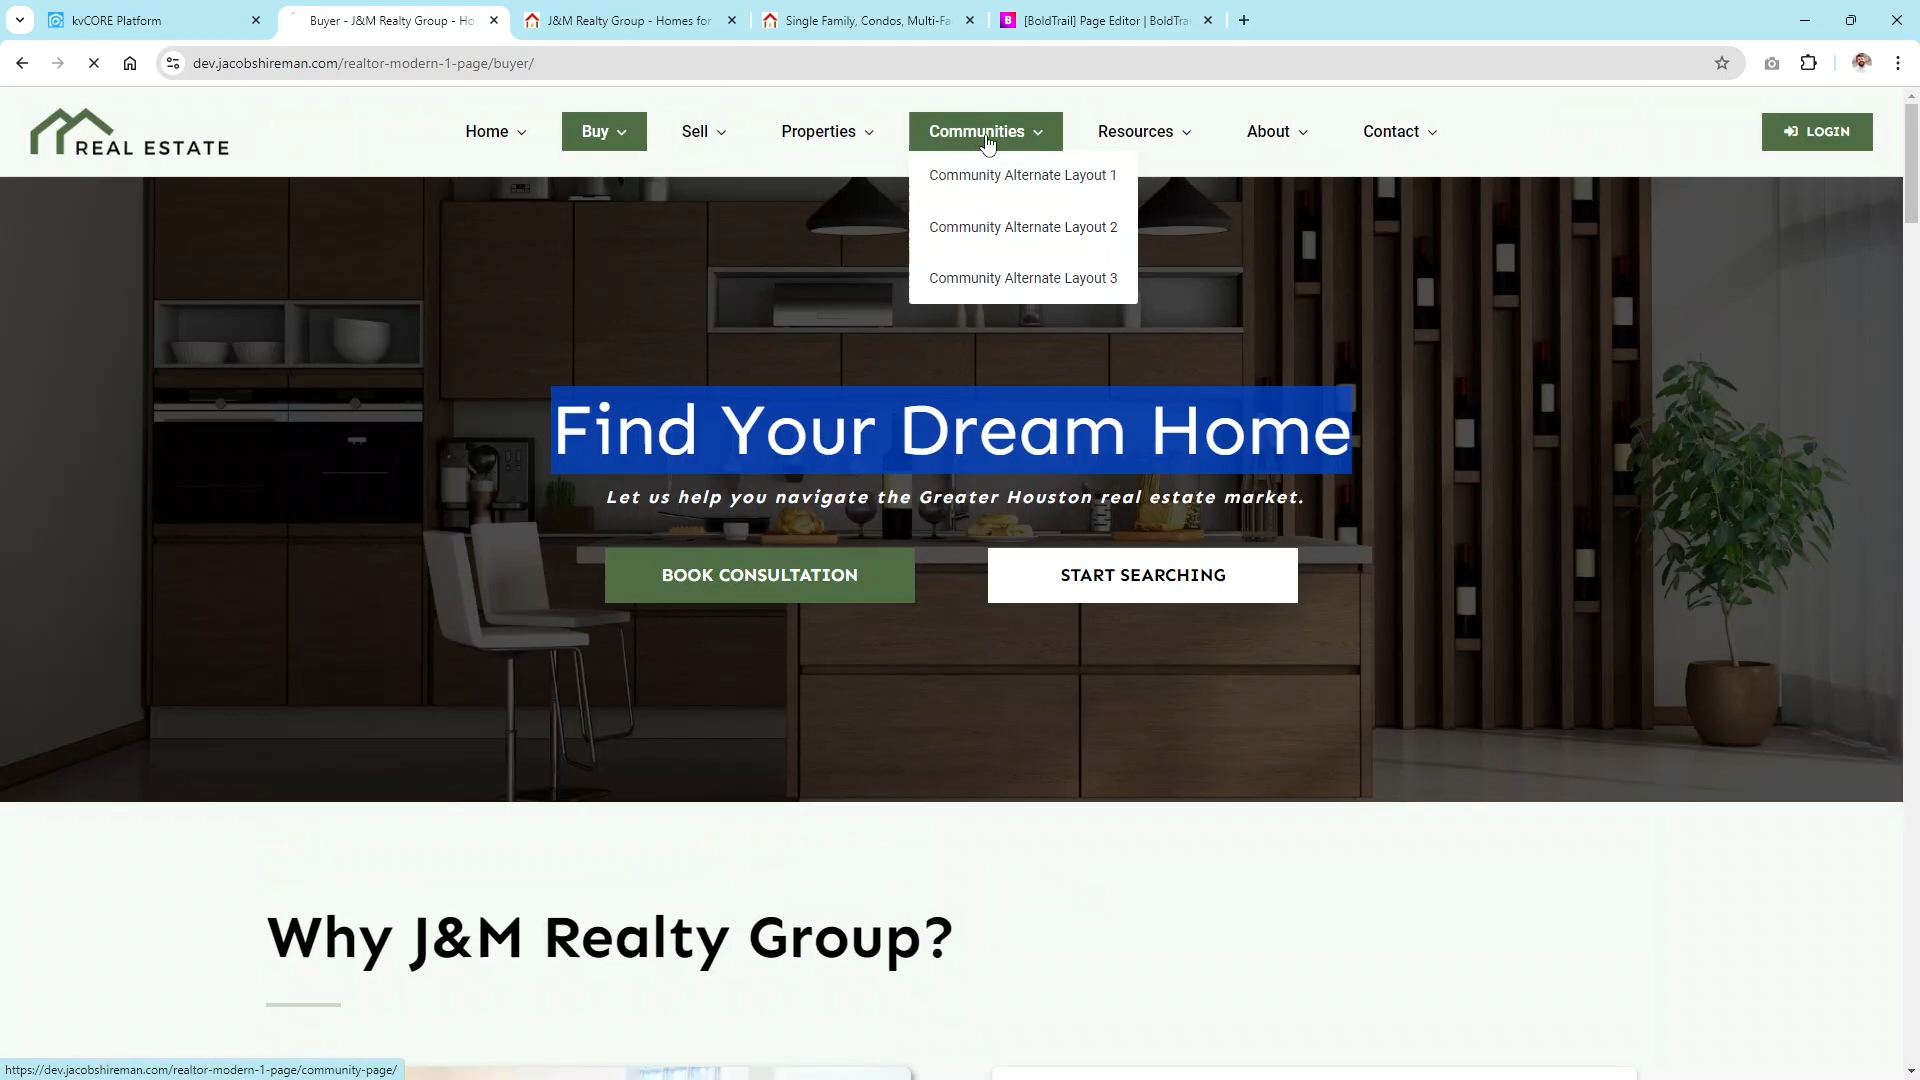 kvCORE Platform
Buyer - J&M Realty Group - Ho
J&M Realty Group - Homes for
Single Family, Condos, Multi-Fa
[BoldTrail] Page Editor | BoldTrai
dev.jacobshireman.com/realtor-modern-1-page/buyer/
REAL ESTATE
Home
Buy
Sell
Properties
Communities
Resources
About
Contact
LOGIN
Community Alternate Layout 1
Community Alternate Layout 2
Community Alternate Layout 3
Find Your Dream Home
Let us help you navigate the Greater Houston real estate market.
BOOK CONSULTATION
START SEARCHING
Why J&M Realty Group?
https://dev.jacobshireman.com/realtor-modern-1-page/community-page/